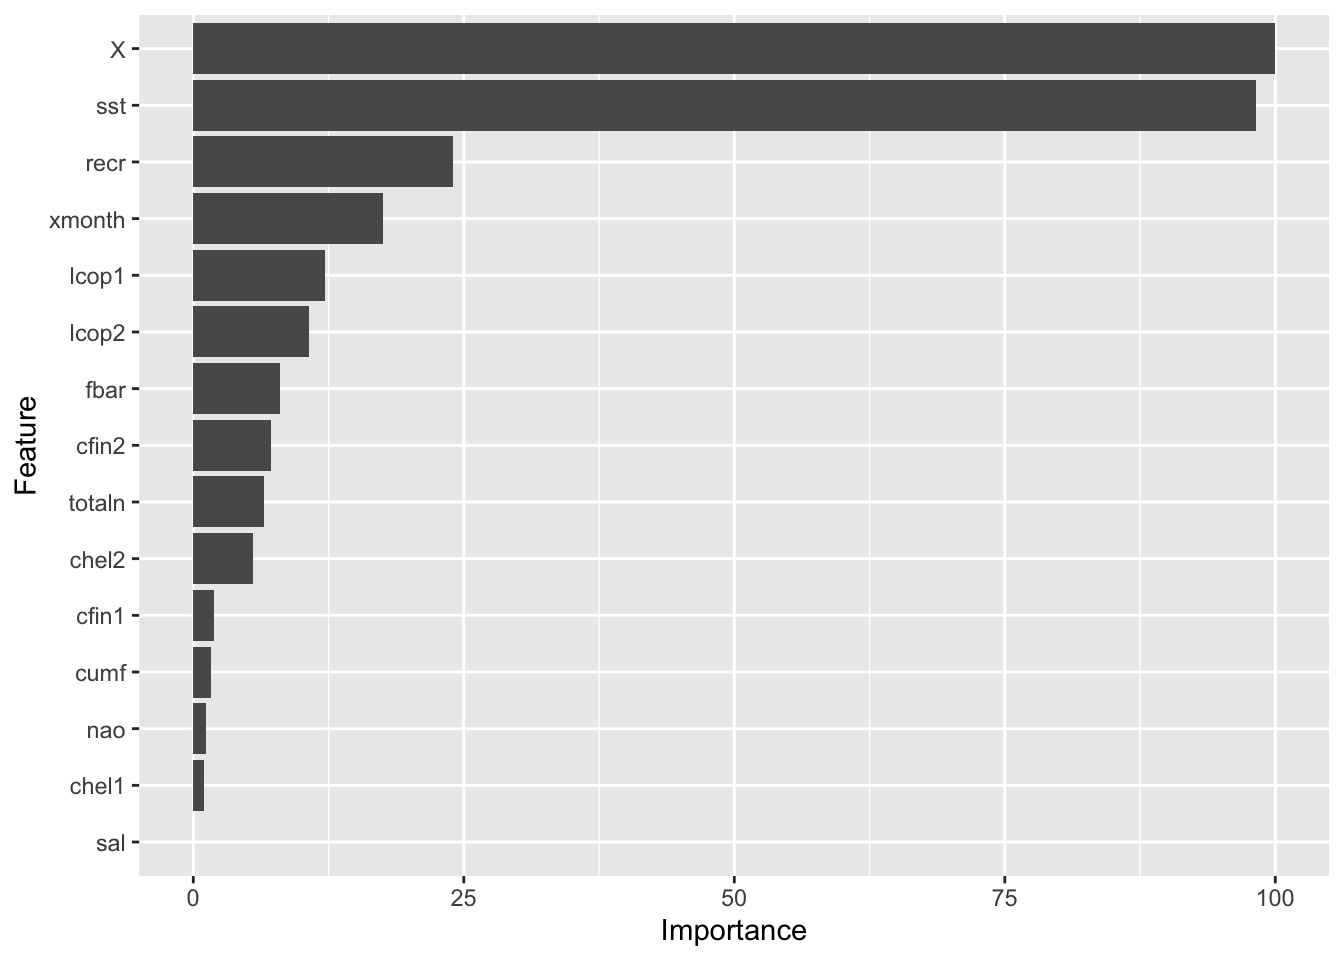 X
sst
recr
xmonth
lcop1
lcop2
fbar
cfin2
totaln
chel2
cfin1
cumf
nao
chel1
sal
Feature
0 25 50 75 100
Importance